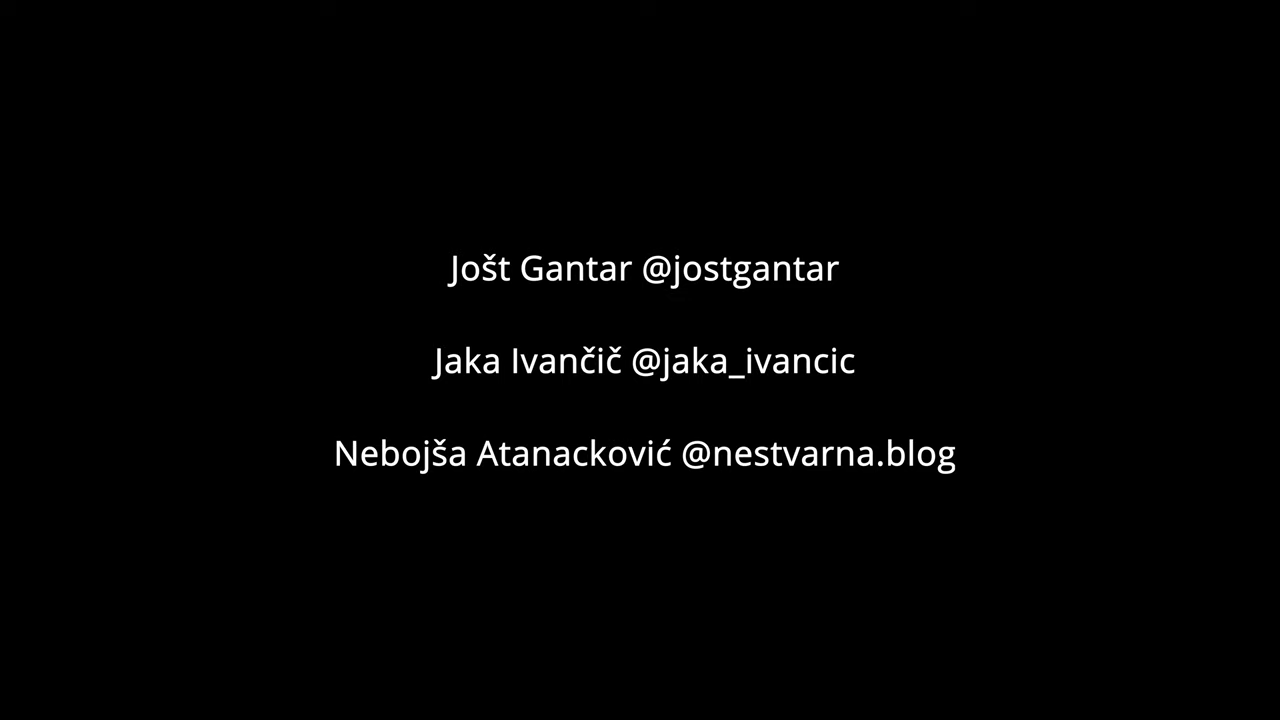 Jošt Gantar @jostgantar
Jaka Ivančič @jaka_ivancic
Nebojša Atanacković @nestvarna.blog